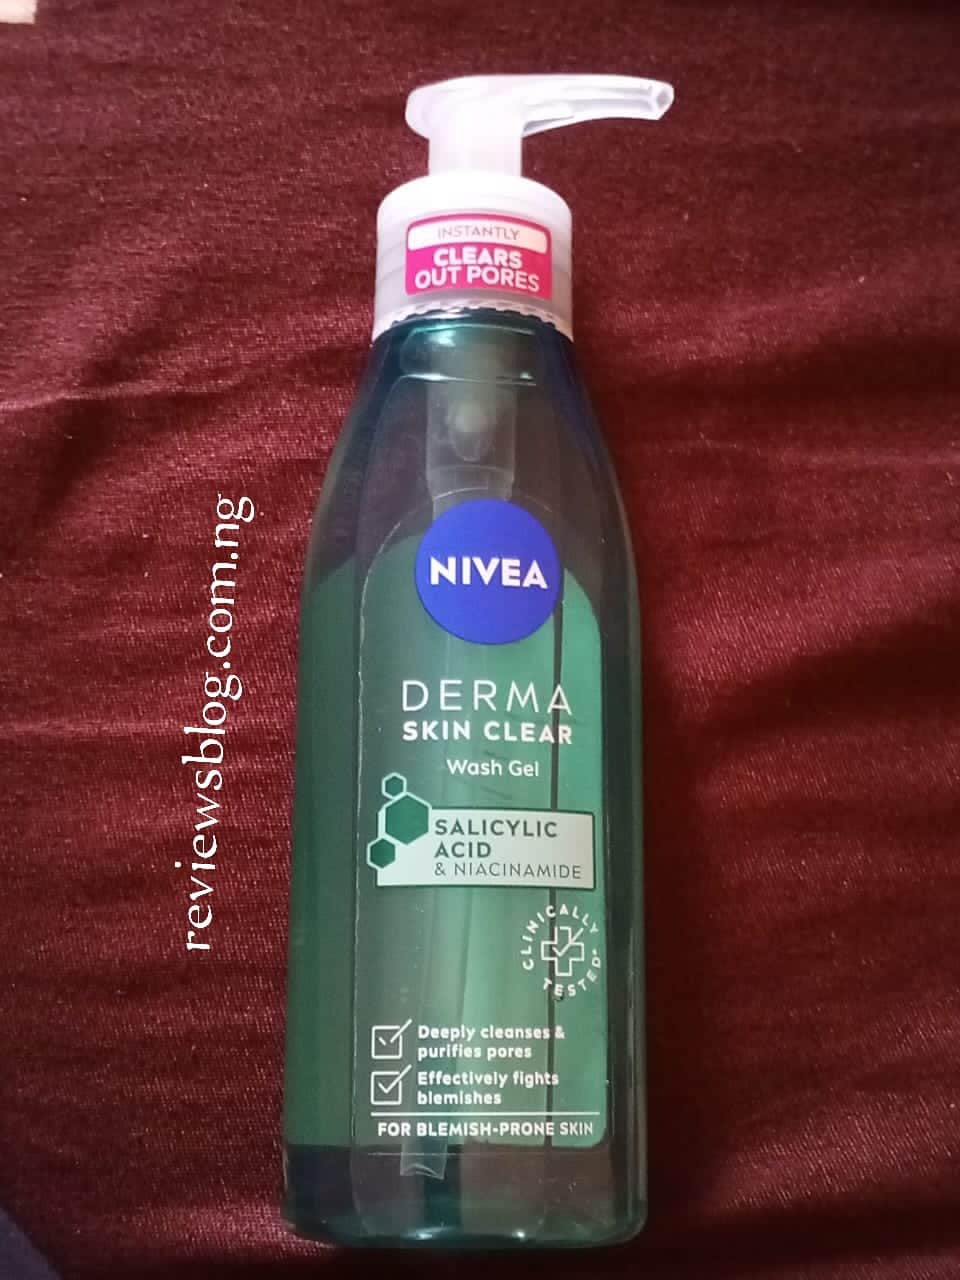 INSTANTLY
CLEARS
OUT PORES
NIVEA
DERMA
SKIN CLEAR
Wash Gel
SALICYLIC
ACID
& NIACINAMIDE
CLINICALLY
TESTED*
Deeply cleanses &
purifies pores
Effectively fights
blemishes
FOR BLEMISH-PRONE SKIN
reviewsblog.com.ng